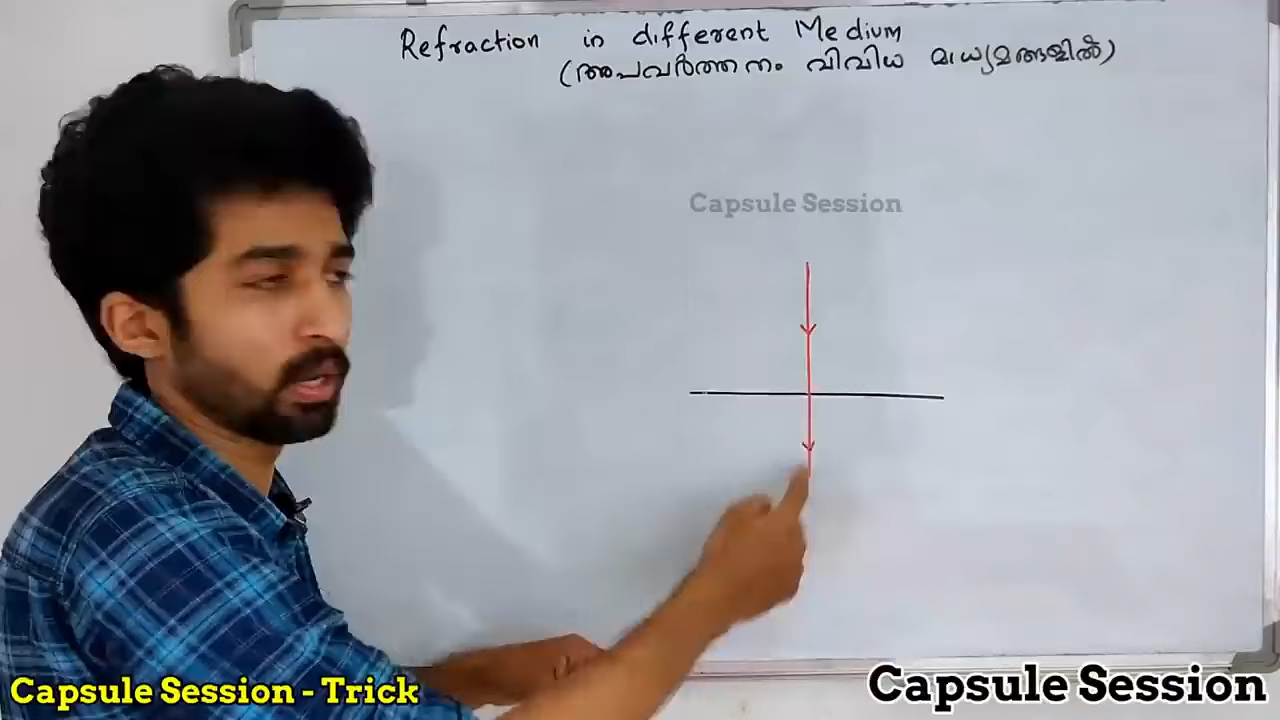 Refraction in different Medium
(അപവർത്തനം വിവിധ മാധ്യമങ്ങളിൽ)
Capsule Session
Capsule Session - Trick
Capsule Session